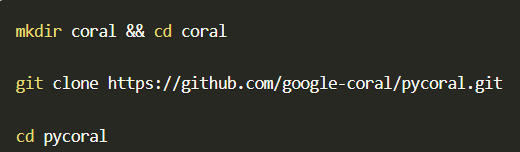 mkdir coral && cd coral
git clone https://github.com/google-coral/pycoral.git
cd pycoral